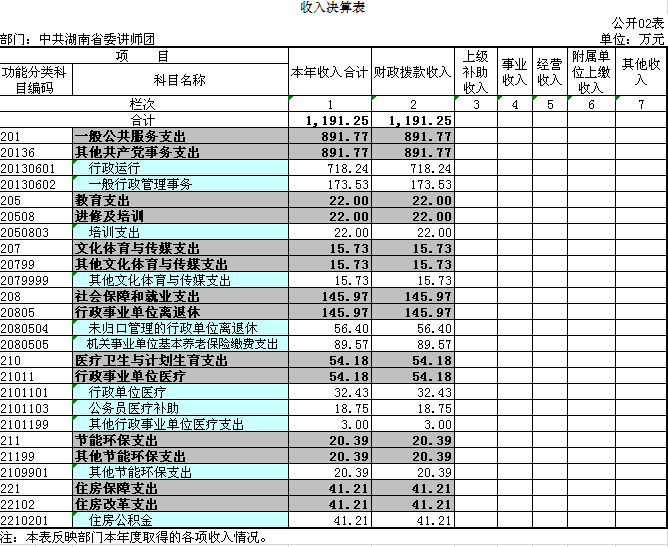 收入决算表
公开02表
部门：中共湖南省委讲师团 单位：万元
项 目 本年收入合计 财政拨款收入 上级补助收入 事业收入 经营收入 附属单位上缴收入 其他收入
功能分类科目编码 科目名称
栏次 1 2 3 4 5 6 7
合计 1,191.25 1,191.25
201 一般公共服务支出 891.77 891.77
20136 其他共产党事务支出 891.77 891.77
20130601 行政运行 718.24 718.24
20130602 一般行政管理事务 173.53 173.53
205 教育支出 22.00 22.00
20508 进修及培训 22.00 22.00
2050803 培训支出 22.00 22.00
207 文化体育与传媒支出 15.73 15.73
20799 其他文化体育与传媒支出 15.73 15.73
2079999 其他文化体育与传媒支出 15.73 15.73
208 社会保障和就业支出 145.97 145.97
20805 行政事业单位离退休 145.97 145.97
2080504 未归口管理的行政单位离退休 56.40 56.40
2080505 机关事业单位基本养老保险缴费支出 89.57 89.57
210 医疗卫生与计划生育支出 54.18 54.18
21011 行政事业单位医疗 54.18 54.18
2101101 行政单位医疗 32.43 32.43
2101103 公务员医疗补助 18.75 18.75
2101199 其他行政事业单位医疗支出 3.00 3.00
211 节能环保支出 20.39 20.39
21199 其他节能环保支出 20.39 20.39
2109901 其他节能环保支出 20.39 20.39
221 住房保障支出 41.21 41.21
22102 住房改革支出 41.21 41.21
2210201 住房公积金 41.21 41.21
注：本表反映部门本年度取得的各项收入情况。